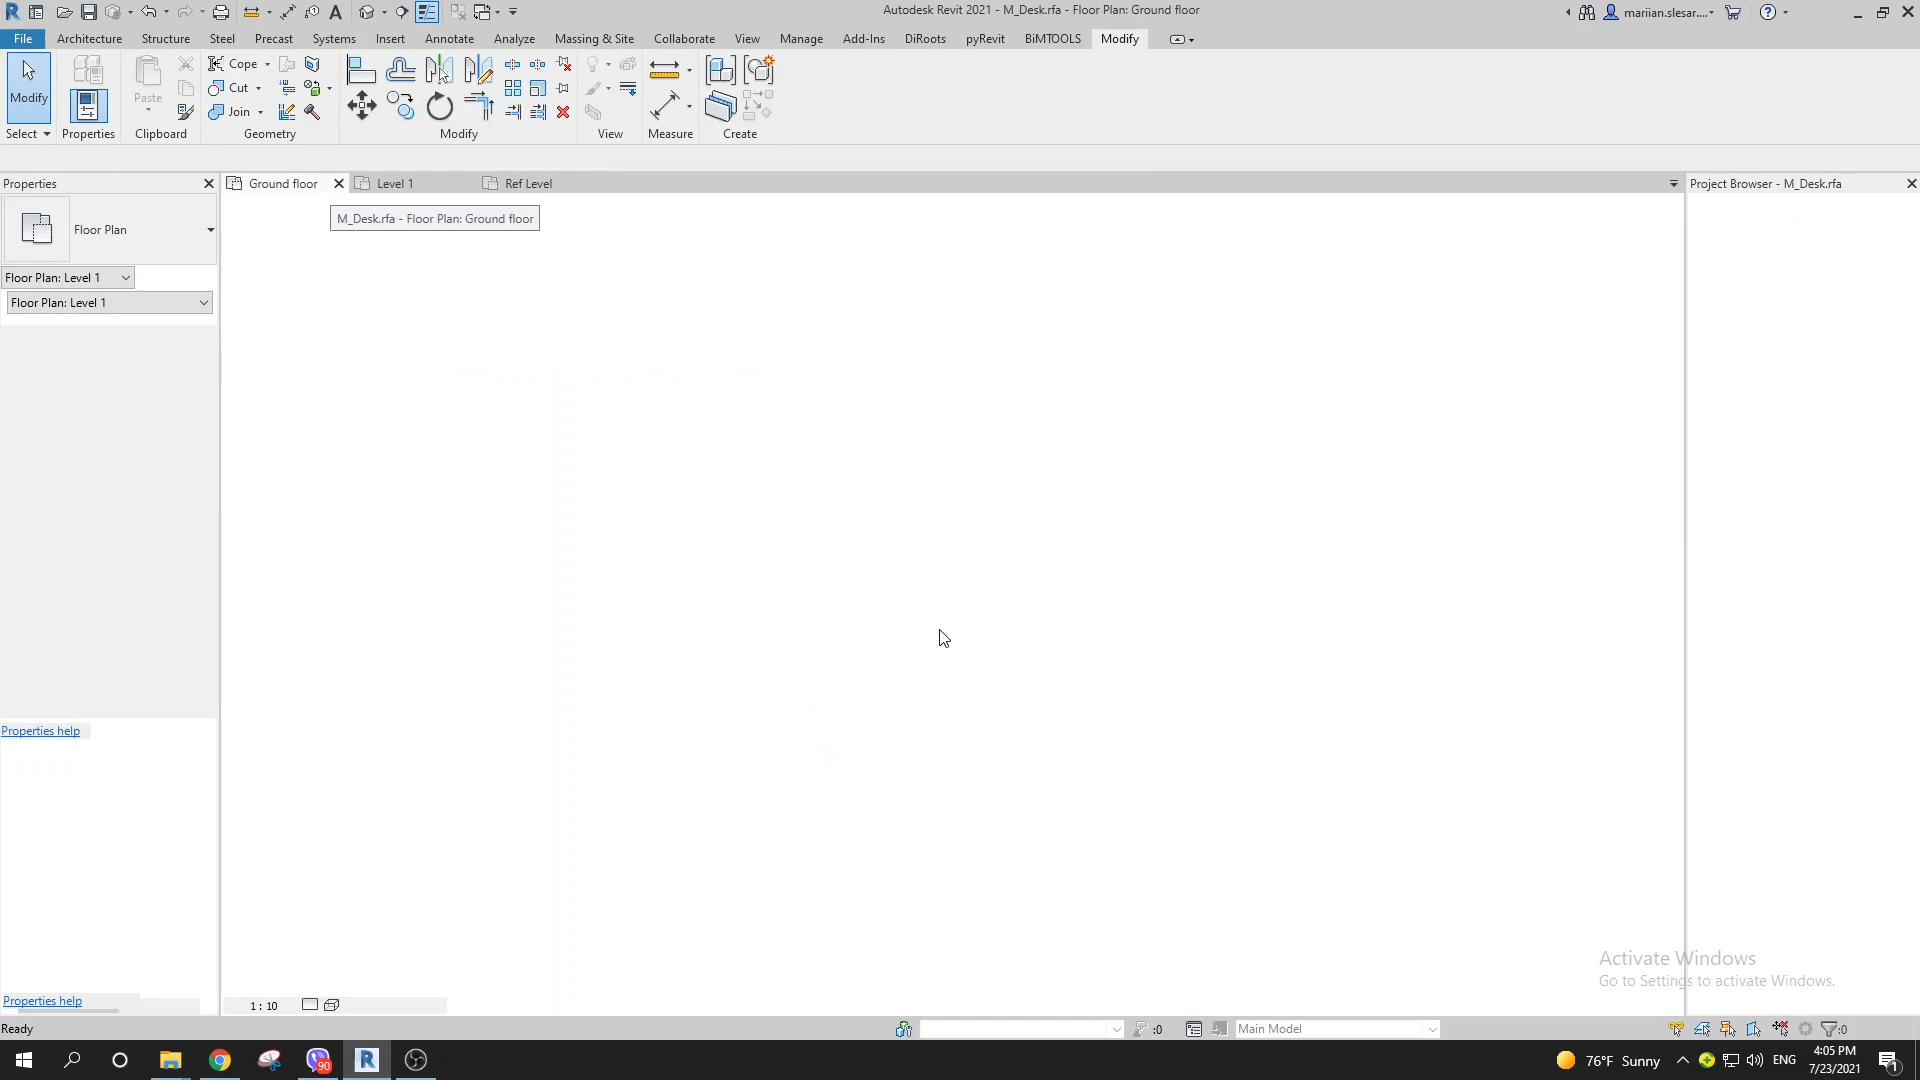 Autodesk Revit 2021 - M_Desk.rfa - Floor Plan: Ground floor
mariian.slesar....
File Architecture Structure Steel Precast Systems Insert Annotate Analyze Massing & Site Collaborate View Manage Add-Ins DiRoots pyRevit BIMTOOLS Modify
Modify
Paste
Cope
Cut
Join
Select Properties Clipboard Geometry Modify View Measure Create
Properties
Ground floor
Level 1
Ref Level
Project Browser - M_Desk.rfa
M_Desk.rfa - Floor Plan: Ground floor
Floor Plan
Floor Plan: Level 1
Floor Plan: Level 1
Properties help
Activate Windows
Go to Settings to activate Windows.
Properties help
1 : 10
Ready
:0
Main Model
:0
90
76°F Sunny
ENG
4:05 PM
7/23/2021
1